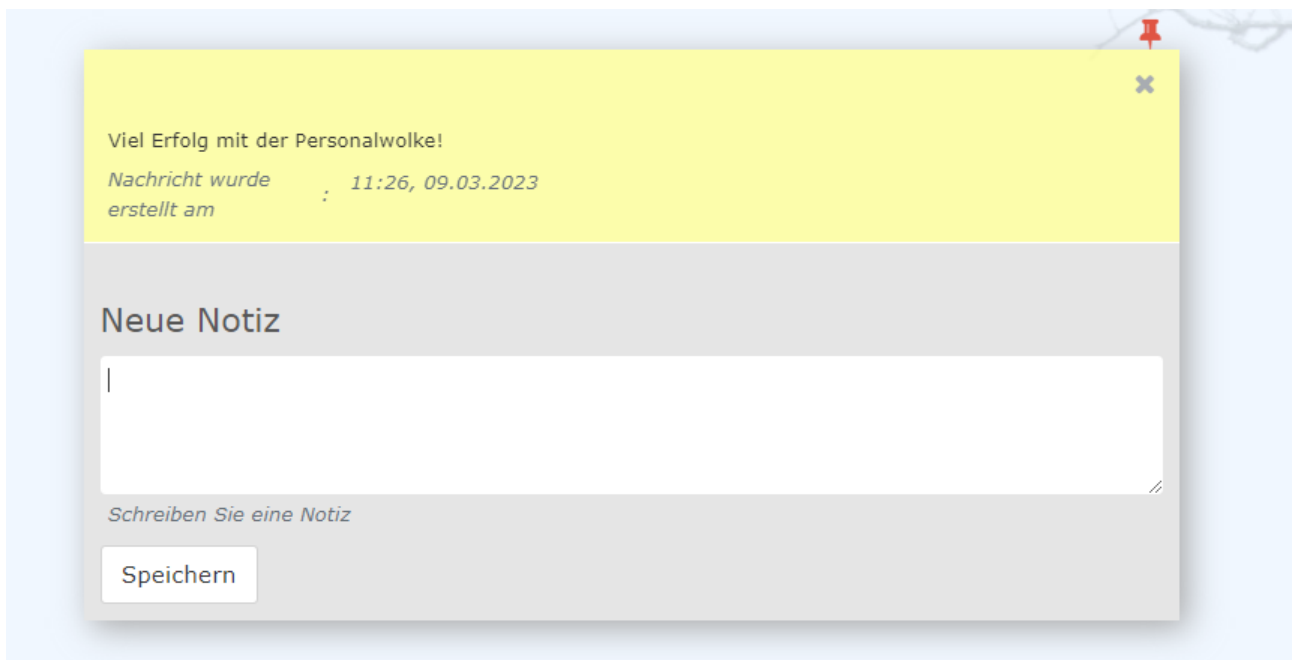 Viel Erfolg mit der Personalwolke!
Nachricht wurde erstellt am : 11:26, 09.03.2023
Neue Notiz
Schreiben Sie eine Notiz
Speichern